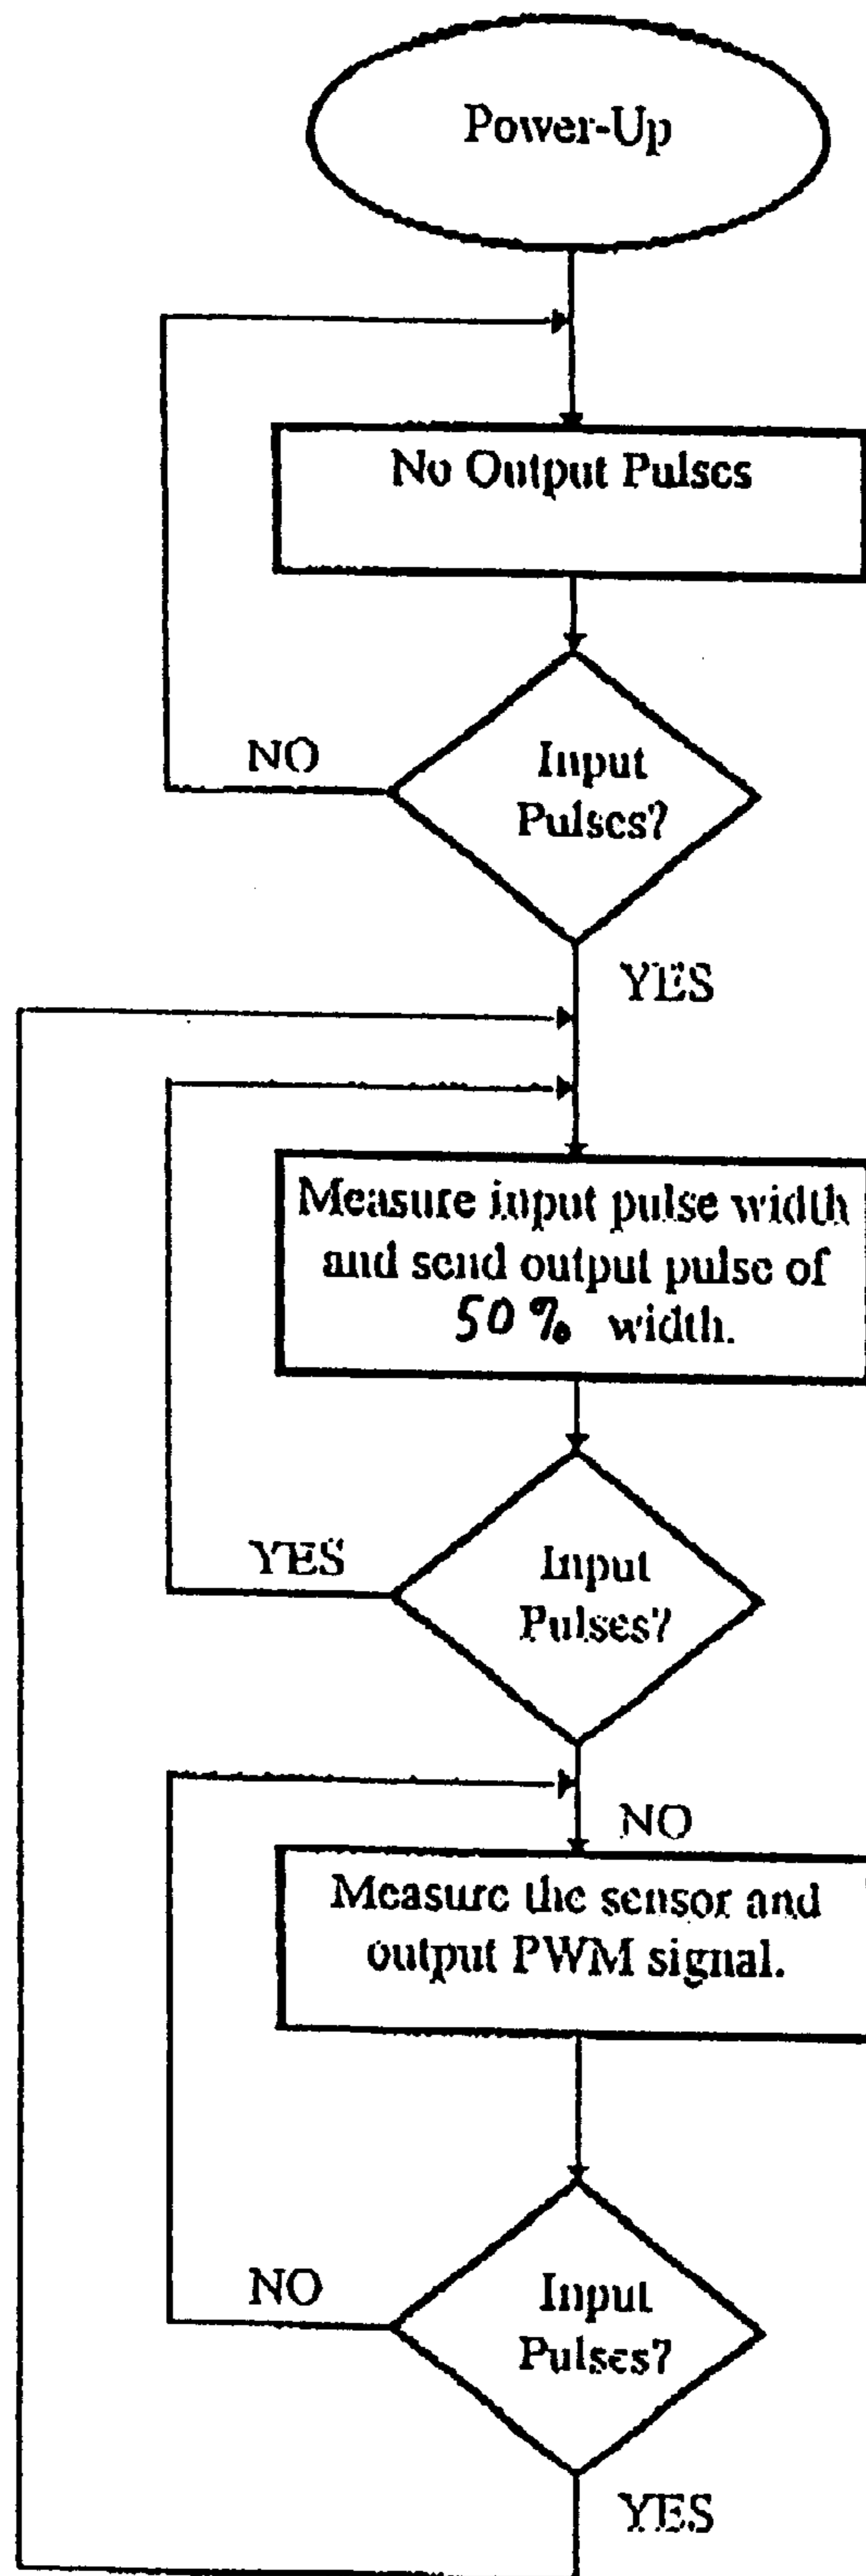 Power-Up
No Output Pulses
NO
Input
Pulses?
YES
Measure input pulse width
and send output pulse of
50% width.
YES
Input
Pulses?
NO
Measure the sensor and
output PWM signal.
NO
Input
Pulses?
YES